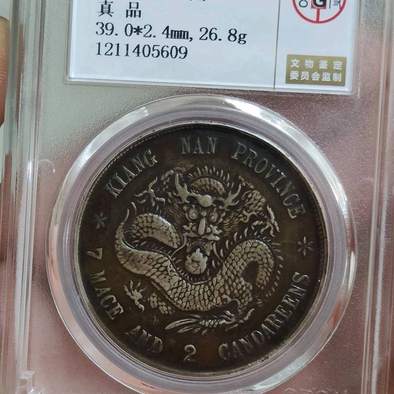 真品
39.0*2.4mm,26.8g
1211405609
G
文物鉴定
委员会监制
KIANG NAN PROVINCE
7 MACE AND 2 CANDAREENS